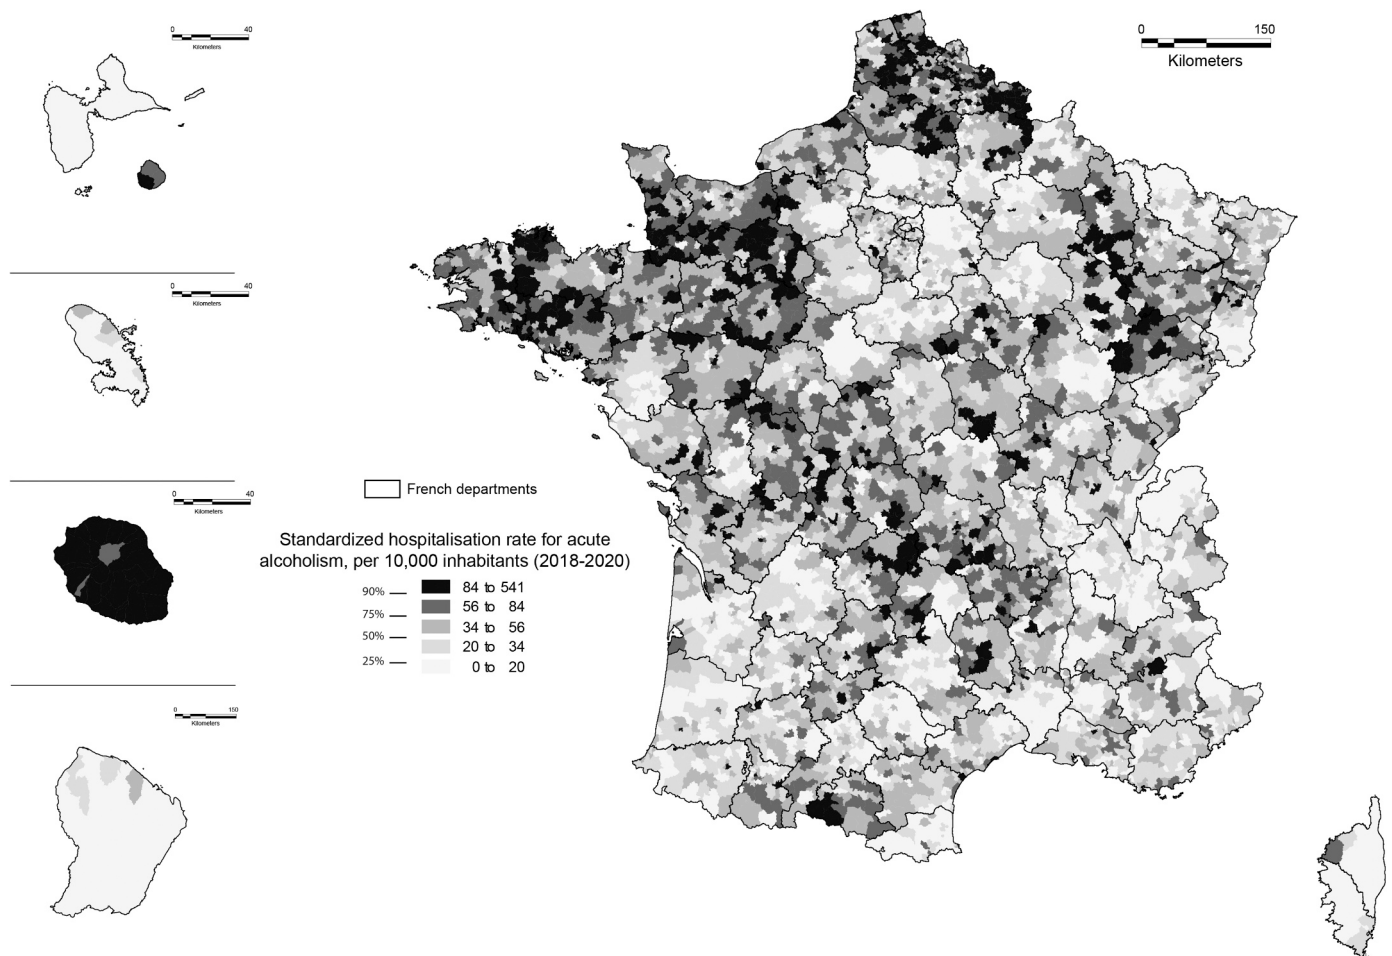 0 40
Kilometers
0 150
Kilometers
0 40
Kilometers
0 40
Kilometers
French departments
Standardized hospitalisation rate for acute
alcoholism, per 10,000 inhabitants (2018-2020)
90%
84 to 541
75%
56 to 84
50%
34 to 56
25%
20 to 34
0 to 20
0 150
Kilometers